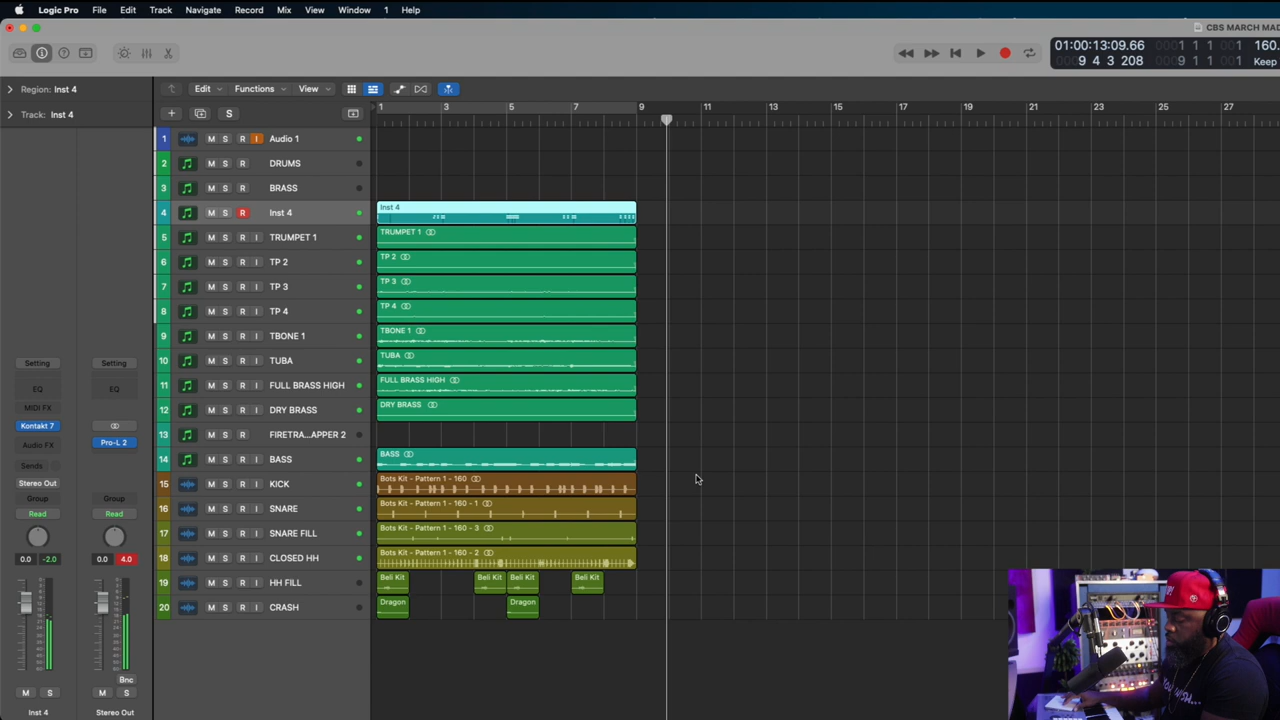 Logic Pro File Edit Track Navigate Record Mix View Window 1 Help
CBS MARCH MAD
01:00:13:09.66 0001 1 1 001 160.
9 4 3 208 009 1 1 001 Keep
Region: Inst 4
Edit Functions View
Track: Inst 4
S
1 3 5 7 9 11 13 15 17 19 21 23 25 27
1 M S R I Audio 1
2 M S R DRUMS
3 M S R BRASS
4 M S R Inst 4
Inst 4
5 M S R I TRUMPET 1
TRUMPET 1
6 M S R I TP 2
TP 2
7 M S R I TP 3
TP 3
8 M S R I TP 4
TP 4
9 M S R I TBONE 1
TBONE 1
10 M S R I TUBA
TUBA
11 M S R I FULL BRASS HIGH
FULL BRASS HIGH
12 M S R I DRY BRASS
DRY BRASS
13 M S R FIRETRA...APPER 2
14 M S R I BASS
BASS
15 M S R I KICK
Bots Kit - Pattern 1 - 160
16 M S R I SNARE
Bots Kit - Pattern 1 - 160 - 1
17 M S R I SNARE FILL
Bots Kit - Pattern 1 - 160 - 3
18 M S R I CLOSED HH
Bots Kit - Pattern 1 - 160 - 2
19 M S R I HH FILL
Beli Kit Beli Kit Beli Kit Beli Kit
20 M S R I CRASH
Dragon Dragon
Setting Setting
EQ EQ
MIDI FX
Kontakt 7
Audio FX Pro-L 2
Sends
Stereo Out
Group Group
Read Read
0.0 -2.0 0.0 4.0
Bnc
M S M S
Inst 4 Stereo Out